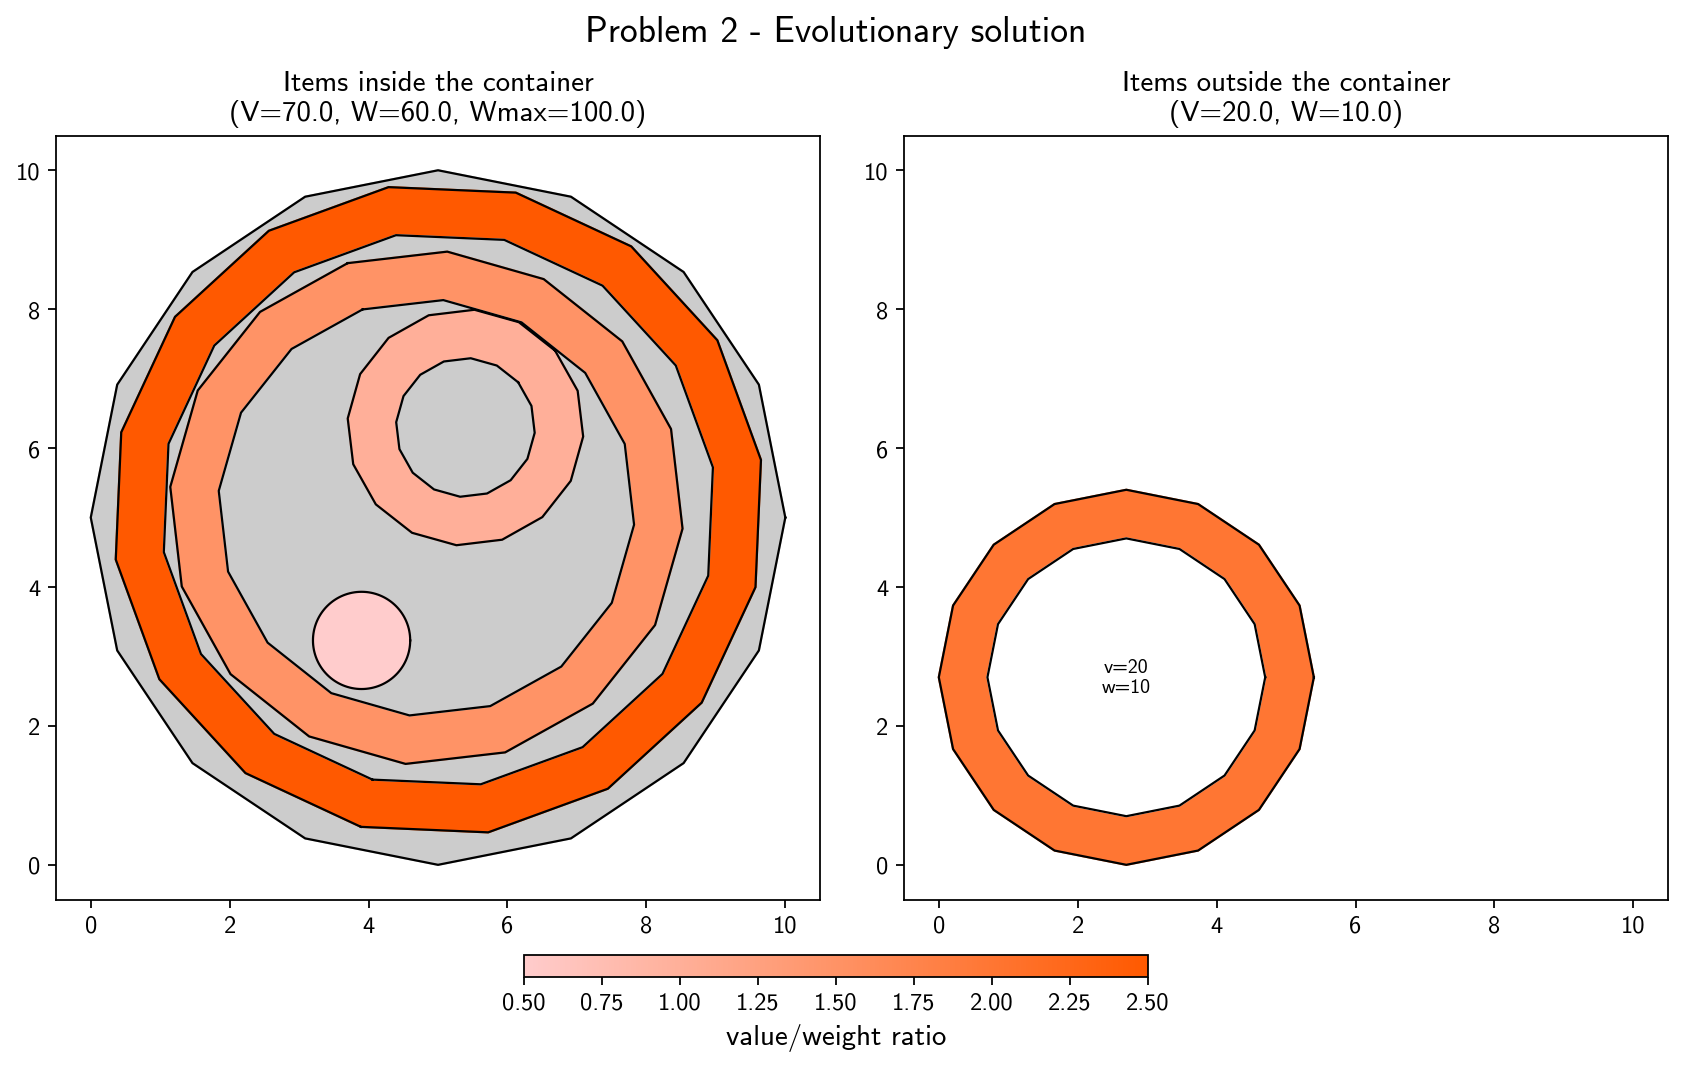 Problem 2 - Evolutionary solution
Items inside the container
(V=70.0, W=60.0, Wmax=100.0)
10
8
6
4
2
0
0 2 4 6 8 10
Items outside the container
(V=20.0, W=10.0)
10
8
6
4
2
0
v=20
w=10
0 2 4 6 8 10
0.50 0.75 1.00 1.25 1.50 1.75 2.00 2.25 2.50
value/weight ratio